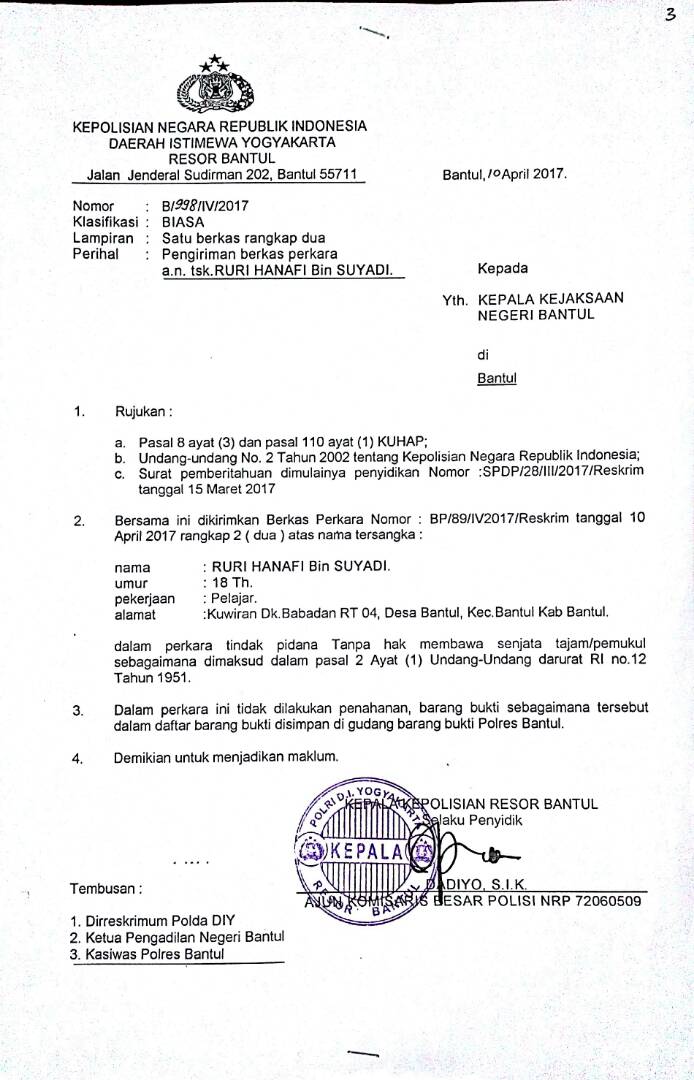 3
KEPOLISIAN NEGARA REPUBLIK INDONESIA
DAERAH ISTIMEWA YOGYAKARTA
RESOR BANTUL
Jalan Jenderal Sudirman 202, Bantul 55711
Bantul, 10 April 2017.
Nomor : B/998/IV/2017
Klasifikasi : BIASA
Lampiran : Satu berkas rangkap dua
Perihal : Pengiriman berkas perkara
a.n. tsk.RURI HANAFI Bin SUYADI.
Kepada
Yth. KEPALA KEJAKSAAN
NEGERI BANTUL
di
Bantul
1. Rujukan :
a. Pasal 8 ayat (3) dan pasal 110 ayat (1) KUHAP;
b. Undang-undang No. 2 Tahun 2002 tentang Kepolisian Negara Republik Indonesia;
c. Surat pemberitahuan dimulainya penyidikan Nomor :SPDP/28/III/2017/Reskrim
tanggal 15 Maret 2017
2. Bersama ini dikirimkan Berkas Perkara Nomor : BP/89/IV2017/Reskrim tanggal 10
April 2017 rangkap 2 ( dua ) atas nama tersangka :
nama : RURI HANAFI Bin SUYADI.
umur : 18 Th.
pekerjaan : Pelajar.
alamat :Kuwiran Dk.Babadan RT 04, Desa Bantul, Kec.Bantul Kab Bantul.
dalam perkara tindak pidana Tanpa hak membawa senjata tajam/pemukul
sebagaimana dimaksud dalam pasal 2 Ayat (1) Undang-Undang darurat RI no.12
Tahun 1951.
3. Dalam perkara ini tidak dilakukan penahanan, barang bukti sebagaimana tersebut
dalam daftar barang bukti disimpan di gudang barang bukti Polres Bantul.
4. Demikian untuk menjadikan maklum.
KEPALA KEPOLISIAN RESOR BANTUL
Selaku Penyidik
POLRI D.I. YOGYAKARTA
KEPALA
RESOR BANTUL
DADIYO, S.I.K.
AJUN KOMISARIS BESAR POLISI NRP 72060509
Tembusan :
1. Dirreskrimum Polda DIY
2. Ketua Pengadilan Negeri Bantul
3. Kasiwas Polres Bantul